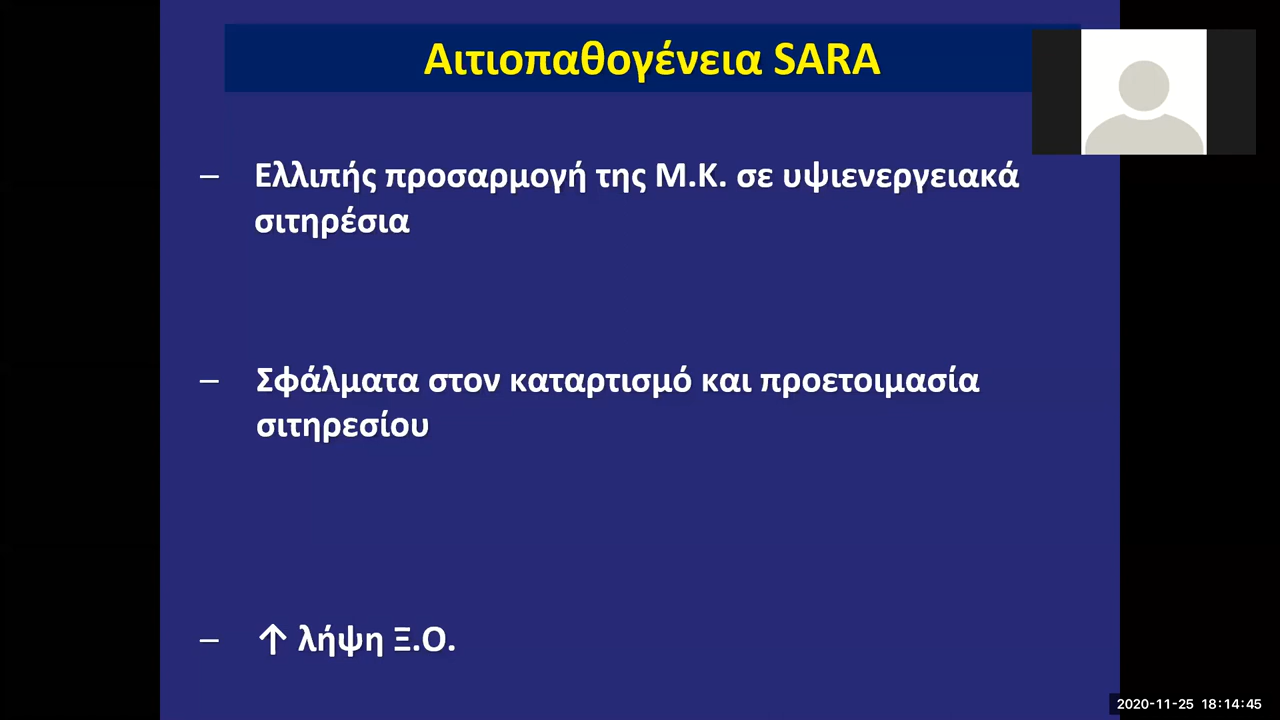 Αιτιοπαθογένεια SARA
– Ελλιπής προσαρμογή της Μ.Κ. σε υψιενεργειακά
σιτηρέσια
– Σφάλματα στον καταρτισμό και προετοιμασία
σιτηρεσίου
– ↑ λήψη Ξ.Ο.
2020-11-25 18:14:45